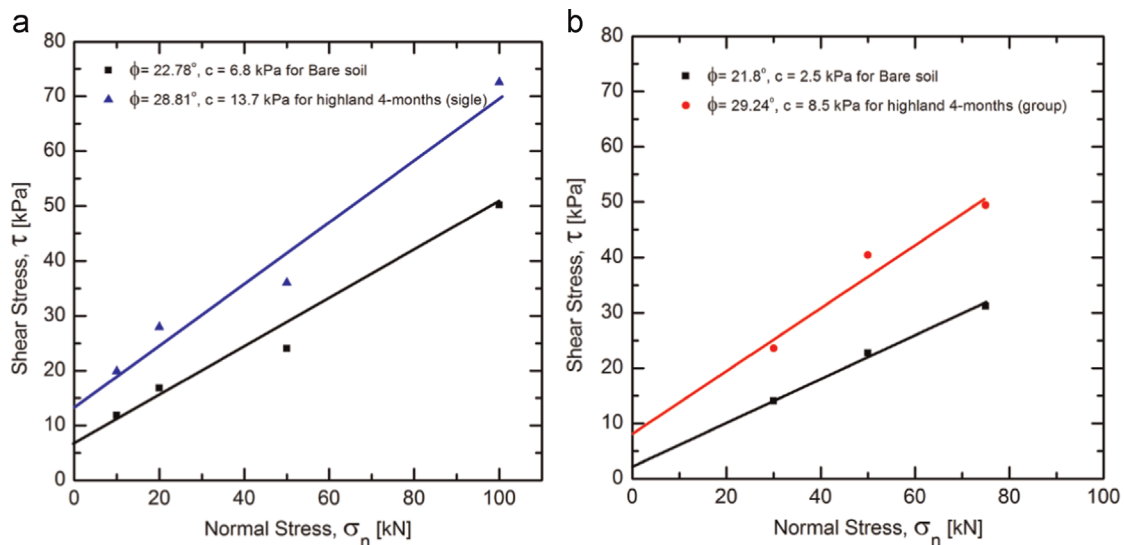 a
80
70
60
50
40
30
20
10
0
Shear Stress, τ [kPa]
ϕ= 22.78°, c = 6.8 kPa for Bare soil
ϕ= 28.81°, c = 13.7 kPa for highland 4-months (sigle)
0 20 40 60 80 100
Normal Stress, σn [kN]
b
80
70
60
50
40
30
20
10
0
Shear Stress, τ [kPa]
ϕ= 21.8°, c = 2.5 kPa for Bare soil
ϕ= 29.24°, c = 8.5 kPa for highland 4-months (group)
0 20 40 60 80 100
Normal Stress, σn [kN]